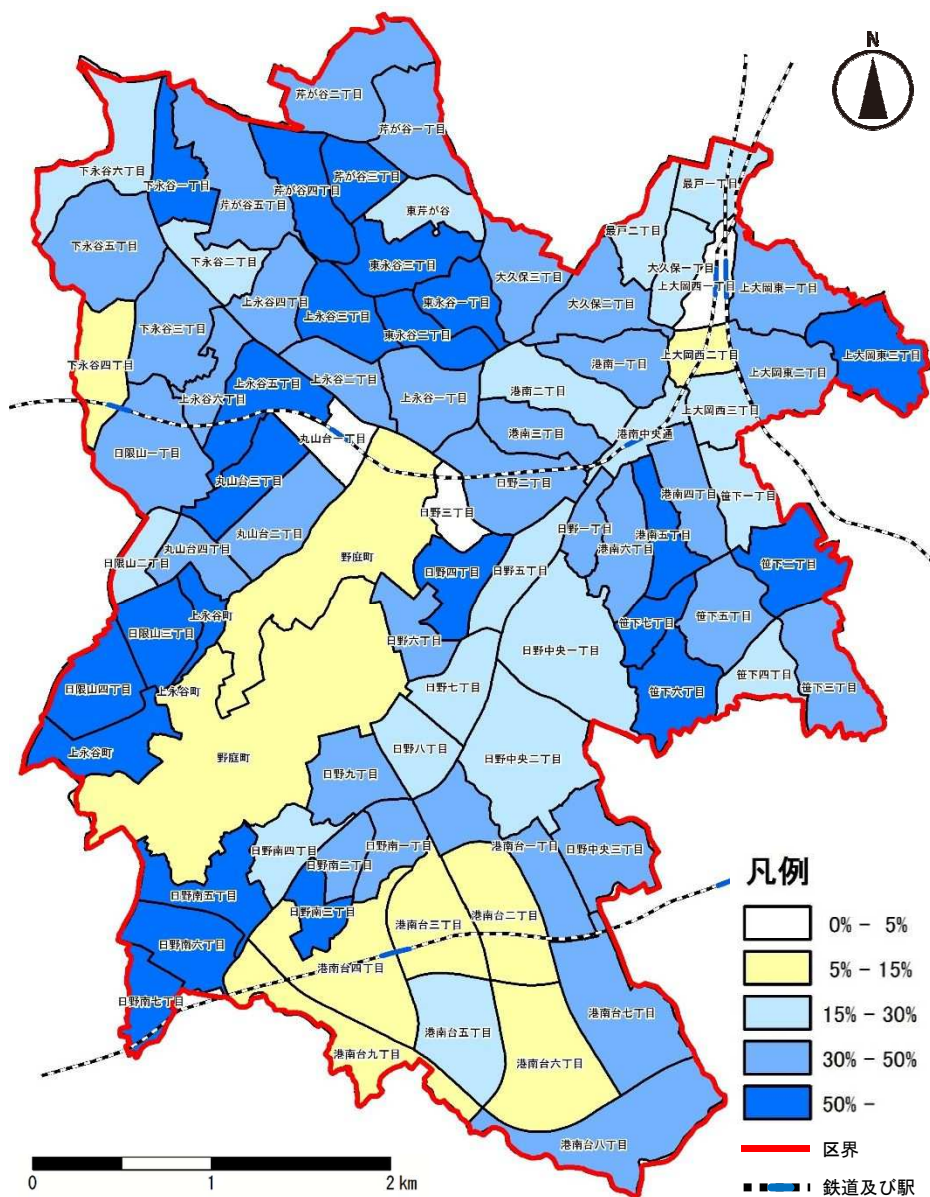 N
芹が谷二丁目
芹が谷一丁目
下永谷六丁目
下永谷一丁目
芹が谷五丁目
芹が谷四丁目
芹が谷三丁目
東芹が谷
最戸一丁目
最戸二丁目
下永谷五丁目
下永谷二丁目
東永谷三丁目
大久保三丁目
大久保一丁目
上大岡西一丁目
上大岡東一丁目
上永谷四丁目
上永谷三丁目
東永谷一丁目
東永谷二丁目
大久保二丁目
下永谷三丁目
下永谷四丁目
港南一丁目
上大岡西二丁目
上大岡東二丁目
上大岡東三丁目
上永谷五丁目
上永谷二丁目
上永谷六丁目
上永谷一丁目
港南二丁目
上大岡西三丁目
港南三丁目
港南中央通
丸山台一丁目
日限山一丁目
丸山台三丁目
日野二丁目
日野三丁目
港南四丁目
笹下一丁目
丸山台二丁目
日野一丁目
港南五丁目
港南六丁目
丸山台四丁目
日限山二丁目
野庭町
日野四丁目
日野五丁目
笹下二丁目
上永谷町
日限山三丁目
日野六丁目
笹下七丁目
笹下五丁目
日野中央一丁目
日限山四丁目
上永谷町
日野七丁目
笹下六丁目
笹下四丁目
笹下三丁目
上永谷町
野庭町
日野八丁目
日野中央二丁目
日野九丁目
日野南四丁目
日野南二丁目
日野南一丁目
港南台一丁目
日野中央三丁目
日野南五丁目
日野南三丁目
港南台三丁目
港南台二丁目
日野南六丁目
港南台四丁目
日野南七丁目
港南台五丁目
港南台七丁目
港南台九丁目
港南台六丁目
港南台八丁目
凡例
0% - 5%
5% - 15%
15% - 30%
30% - 50%
50% -
区界
鉄道及び駅
0 1 2 km